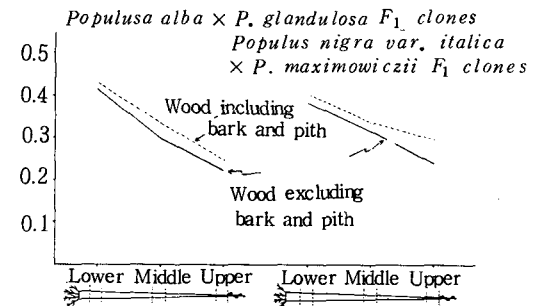 Populusa alba × P. glandulosa F₁ clones
Populus nigra var. italica
× P. maximowiczii F₁ clones
0.5
0.4
0.3
0.2
0.1
Wood including
bark and pith
Wood excluding
bark and pith
Lower Middle Upper
Lower Middle Upper